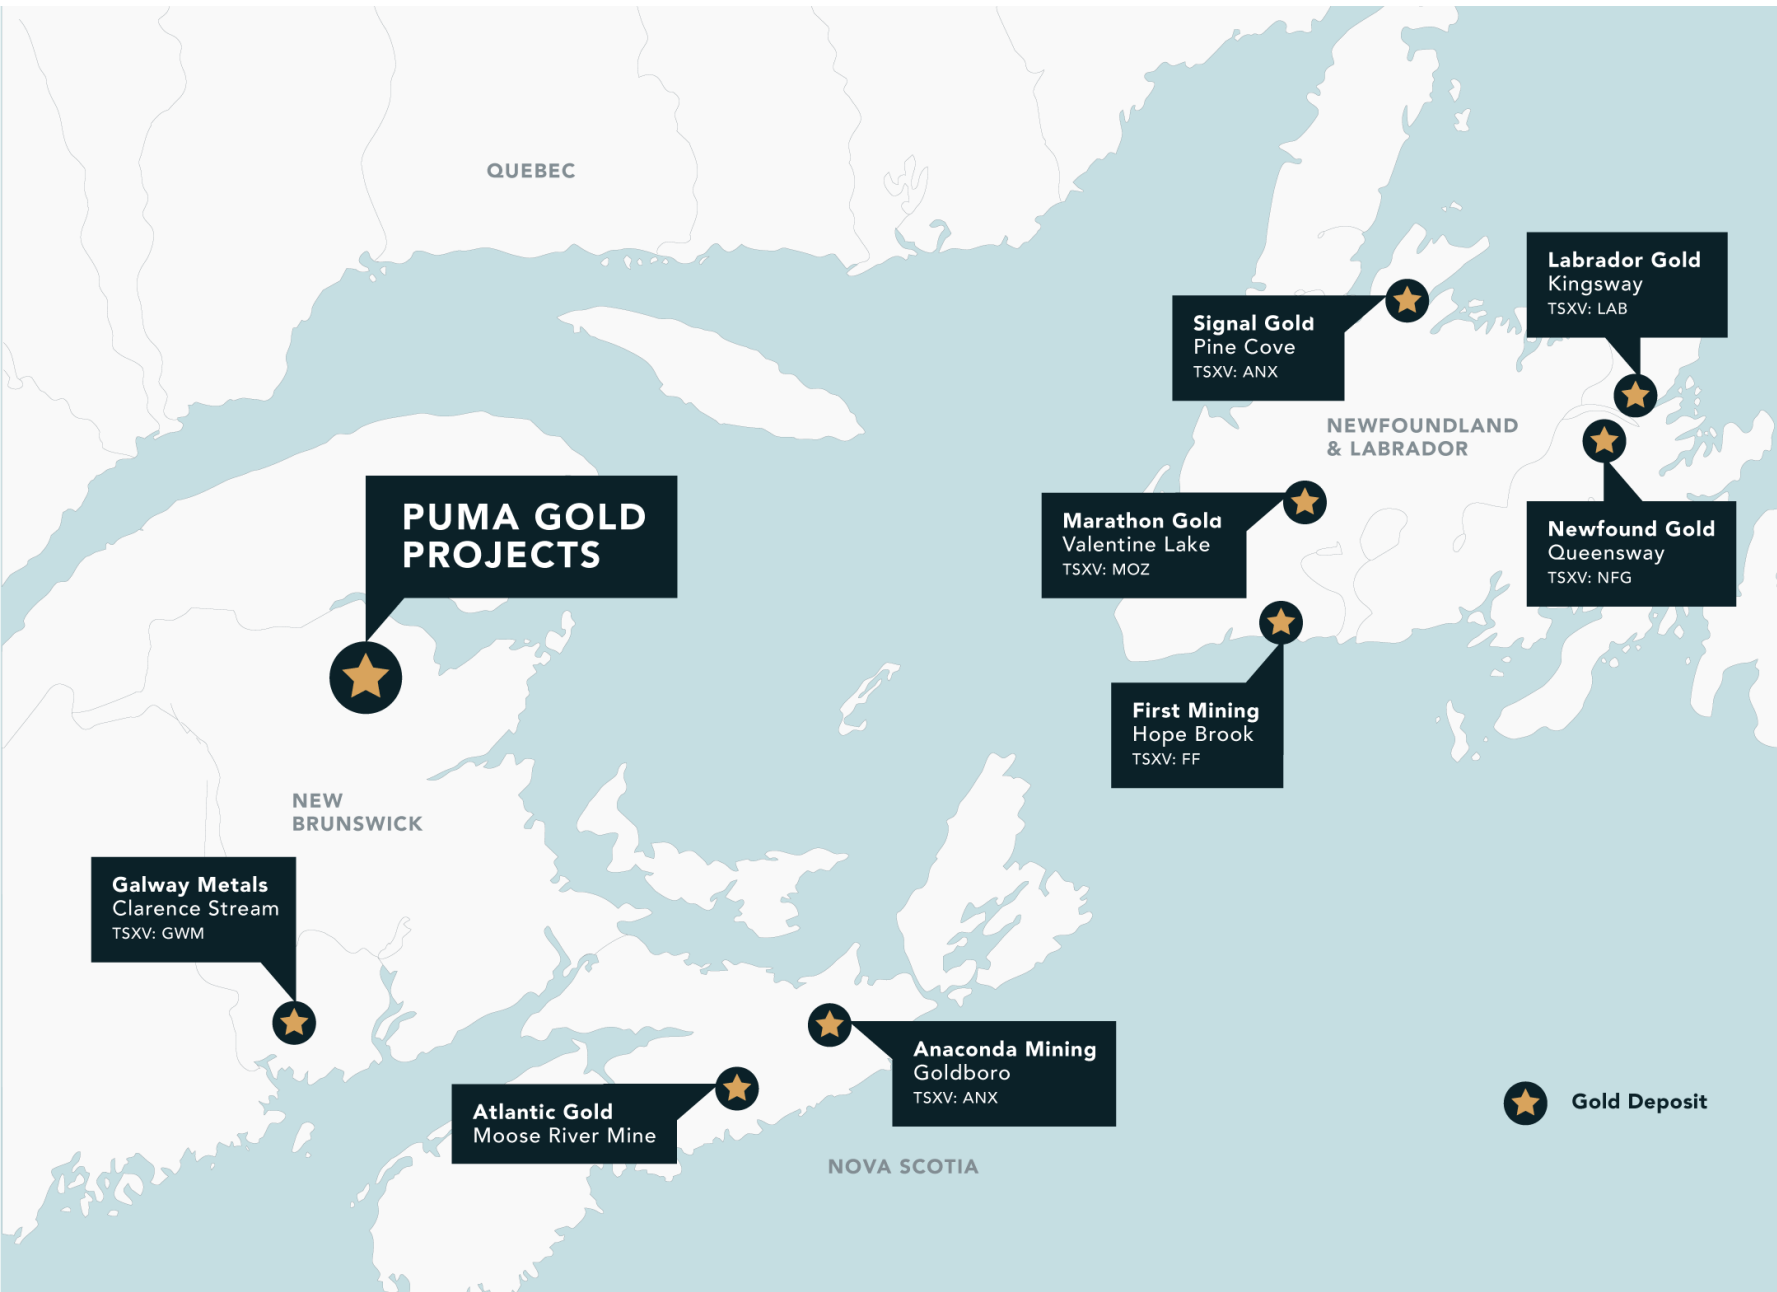 QUEBEC
Labrador Gold
Kingsway
TSXV: LAB
Signal Gold
Pine Cove
TSXV: ANX
NEWFOUNDLAND
& LABRADOR
PUMA GOLD
PROJECTS
Marathon Gold
Valentine Lake
TSXV: MOZ
Newfound Gold
Queensway
TSXV: NFG
First Mining
Hope Brook
TSXV: FF
NEW
BRUNSWICK
Galway Metals
Clarence Stream
TSXV: GWM
Anaconda Mining
Goldboro
TSXV: ANX
Atlantic Gold
Moose River Mine
Gold Deposit
NOVA SCOTIA